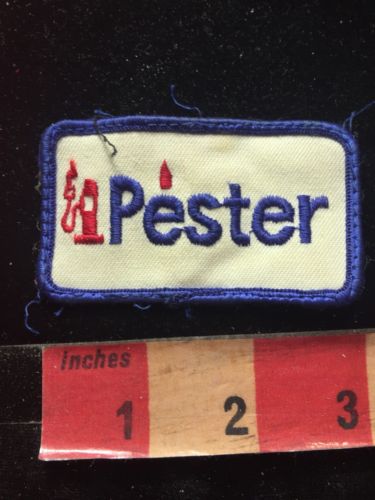 Pester
Inches
1 2 3